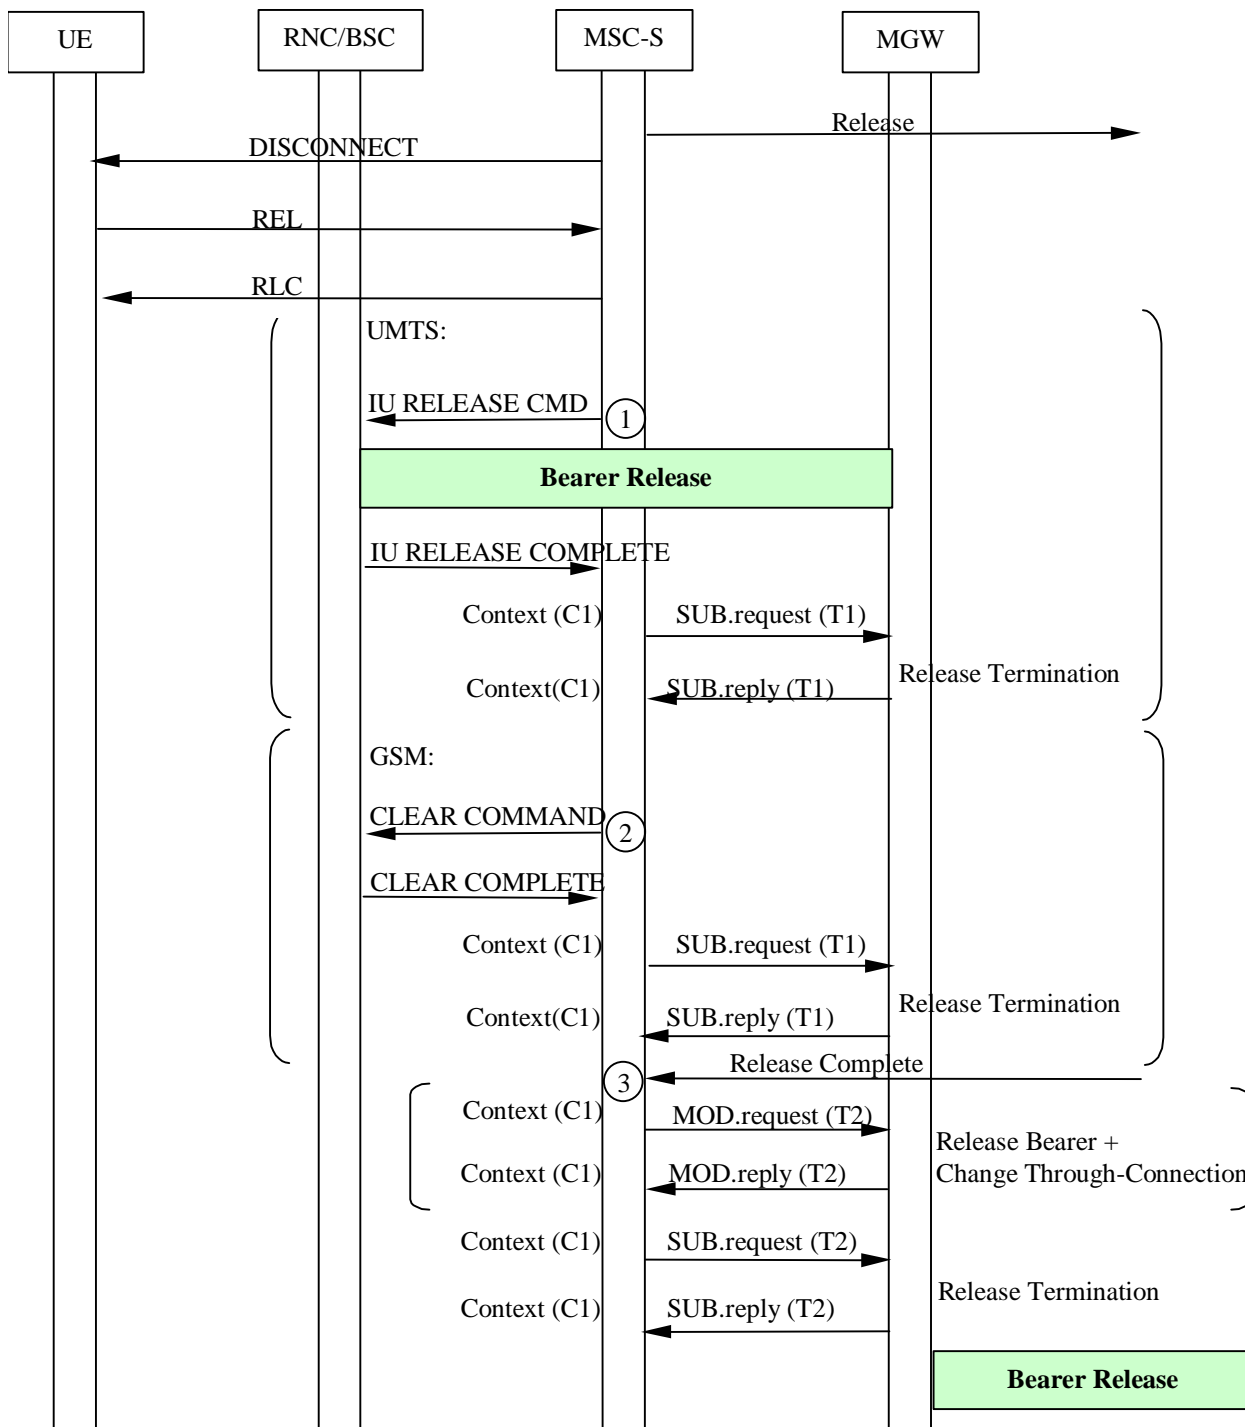 UE
RNC/BSC
MSC-S
MGW
Release
DISCONNECT
REL
RLC
UMTS:
IU RELEASE CMD
1
Bearer Release
IU RELEASE COMPLETE
Context (C1)
SUB.request (T1)
Context(C1)
SUB.reply (T1)
Release Termination
GSM:
CLEAR COMMAND
2
CLEAR COMPLETE
Context (C1)
SUB.request (T1)
Context(C1)
SUB.reply (T1)
Release Termination
Release Complete
3
Context (C1)
MOD.request (T2)
Release Bearer +
Change Through-Connection
Context (C1)
MOD.reply (T2)
Context (C1)
SUB.request (T2)
Release Termination
Context (C1)
SUB.reply (T2)
Bearer Release